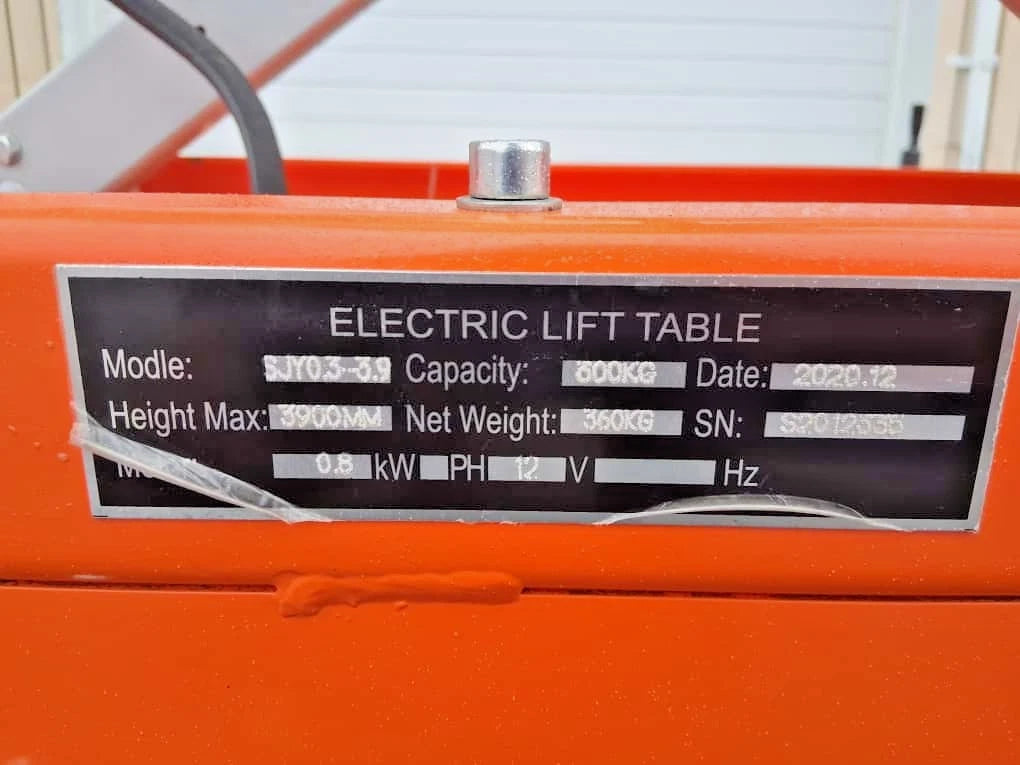 ELECTRIC LIFT TABLE
Modle: SJY0.3-3.9 Capacity: 300KG Date: 2020.12
Height Max: 3900MM Net Weight: 360KG SN:
0.8 kW PH 12 V Hz